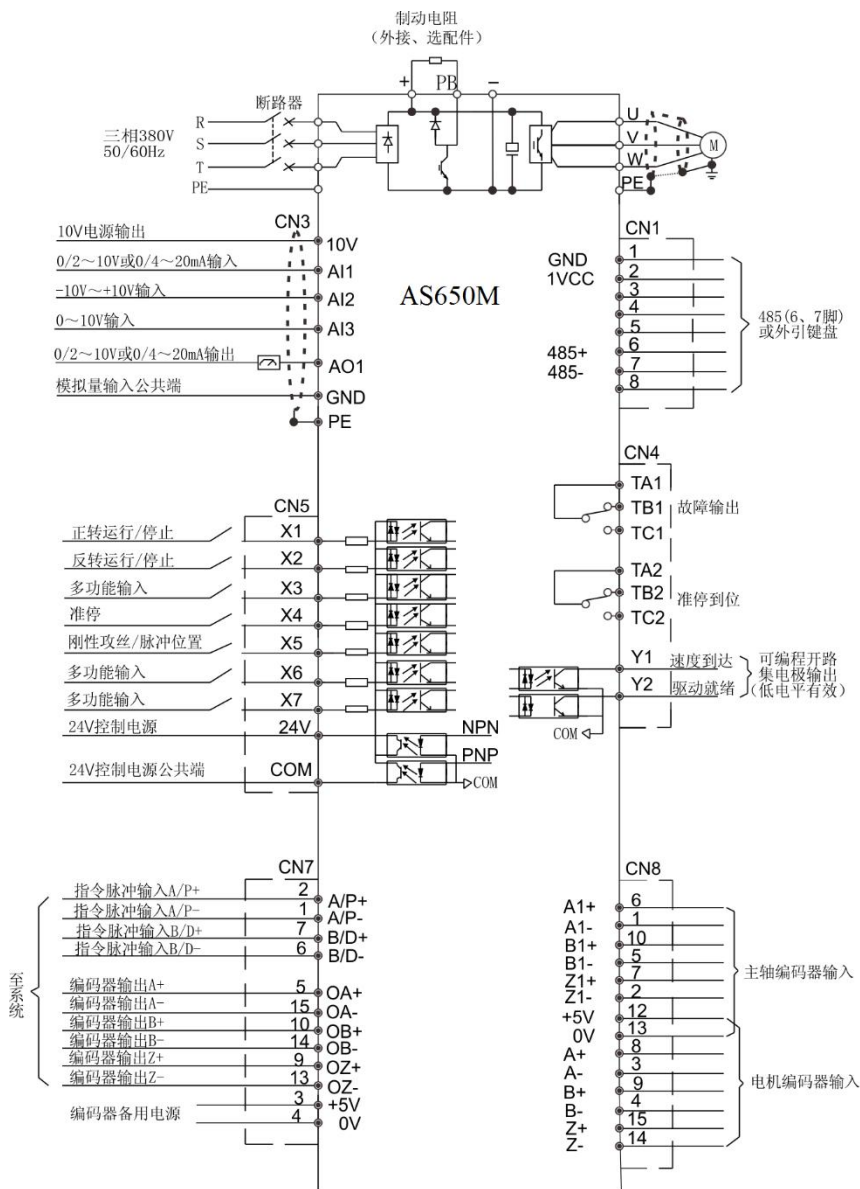 制动电阻
(外接、选配件)
+ PB −
断路器
三相380V
50/60Hz
R
S
T
PE
U
V
W
PE
M
CN3
10V电源输出
10V
0/2～10V或0/4～20mA输入
AI1
-10V～+10V输入
AI2
0～10V输入
AI3
0/2～10V或0/4～20mA输出
AO1
模拟量输入公共端
GND
PE
AS650M
CN1
GND 1
1VCC 2
3
4
5
485+ 6
485- 7
8
485(6、7脚)
或外引键盘
CN4
TA1
TB1
TC1
故障输出
TA2
TB2
TC2
准停到位
Y1 速度到达
Y2 驱动就绪
可编程开路
集电极输出
(低电平有效)
COM
CN5
正转运行/停止 X1
反转运行/停止 X2
多功能输入 X3
准停 X4
刚性攻丝/脉冲位置 X5
多功能输入 X6
多功能输入 X7
24V控制电源 24V
NPN
PNP
24V控制电源公共端 COM
COM
CN7
指令脉冲输入A/P+ 2 A/P+
指令脉冲输入A/P- 1 A/P-
指令脉冲输入B/D+ 7 B/D+
指令脉冲输入B/D- 6 B/D-
至系统
编码器输出A+ 5 OA+
编码器输出A- 15 OA-
编码器输出B+ 10 OB+
编码器输出B- 14 OB-
编码器输出Z+ 9 OZ+
编码器输出Z- 13 OZ-
3 +5V
编码器备用电源
4 0V
CN8
A1+ 6
A1- 1
B1+ 10
B1- 5
Z1+ 7
Z1- 2
+5V 12
0V 13
A+ 8
A- 3
B+ 9
B- 4
Z+ 15
Z- 14
主轴编码器输入
电机编码器输入